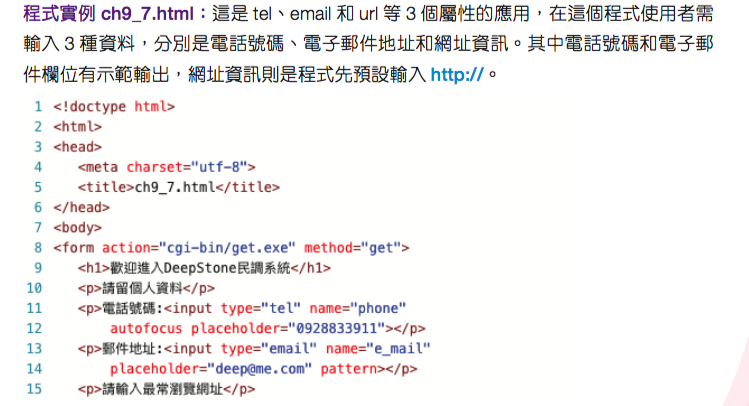 程式實例 ch9_7.html：這是 tel、email 和 url 等 3 個屬性的應用，在這個程式使用者需
輸入 3 種資料，分別是電話號碼、電子郵件地址和網址資訊。其中電話號碼和電子郵
件欄位有示範輸出，網址資訊則是程式先預設輸入 http://。
1 <!doctype html>
2 <html>
3 <head>
4 <meta charset="utf-8">
5 <title>ch9_7.html</title>
6 </head>
7 <body>
8 <form action="cgi-bin/get.exe" method="get">
9 <h1>歡迎進入DeepStone民調系統</h1>
10 <p>請留個人資料</p>
11 <p>電話號碼:<input type="tel" name="phone"
12 autofocus placeholder="0928833911"></p>
13 <p>郵件地址:<input type="email" name="e_mail"
14 placeholder="deep@me.com" pattern></p>
15 <p>請輸入最常瀏覽網址</p>